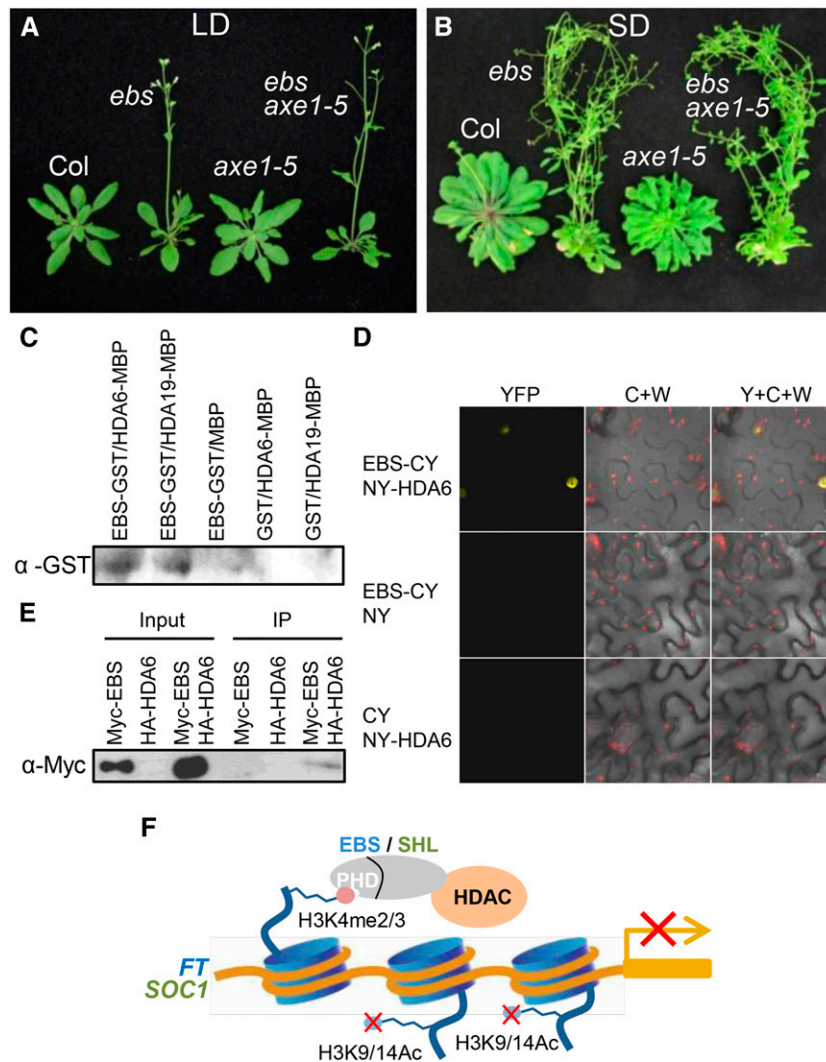 A
LD
ebs
ebs
axe1-5
Col
axe1-5
B
SD
ebs
ebs
axe1-5
Col
axe1-5
C
EBS-GST/HDA6-MBP
EBS-GST/HDA19-MBP
EBS-GST/MBP
GST/HDA6-MBP
GST/HDA19-MBP
α -GST
D
YFP
C+W
Y+C+W
EBS-CY
NY-HDA6
EBS-CY
NY
CY
NY-HDA6
E
Input
IP
Myc-EBS
HA-HDA6
Myc-EBS
HA-HDA6
Myc-EBS
HA-HDA6
Myc-EBS
HA-HDA6
α-Myc
F
EBS / SHL
PHD
HDAC
H3K4me2/3
FT
SOC1
H3K9/14Ac
H3K9/14Ac